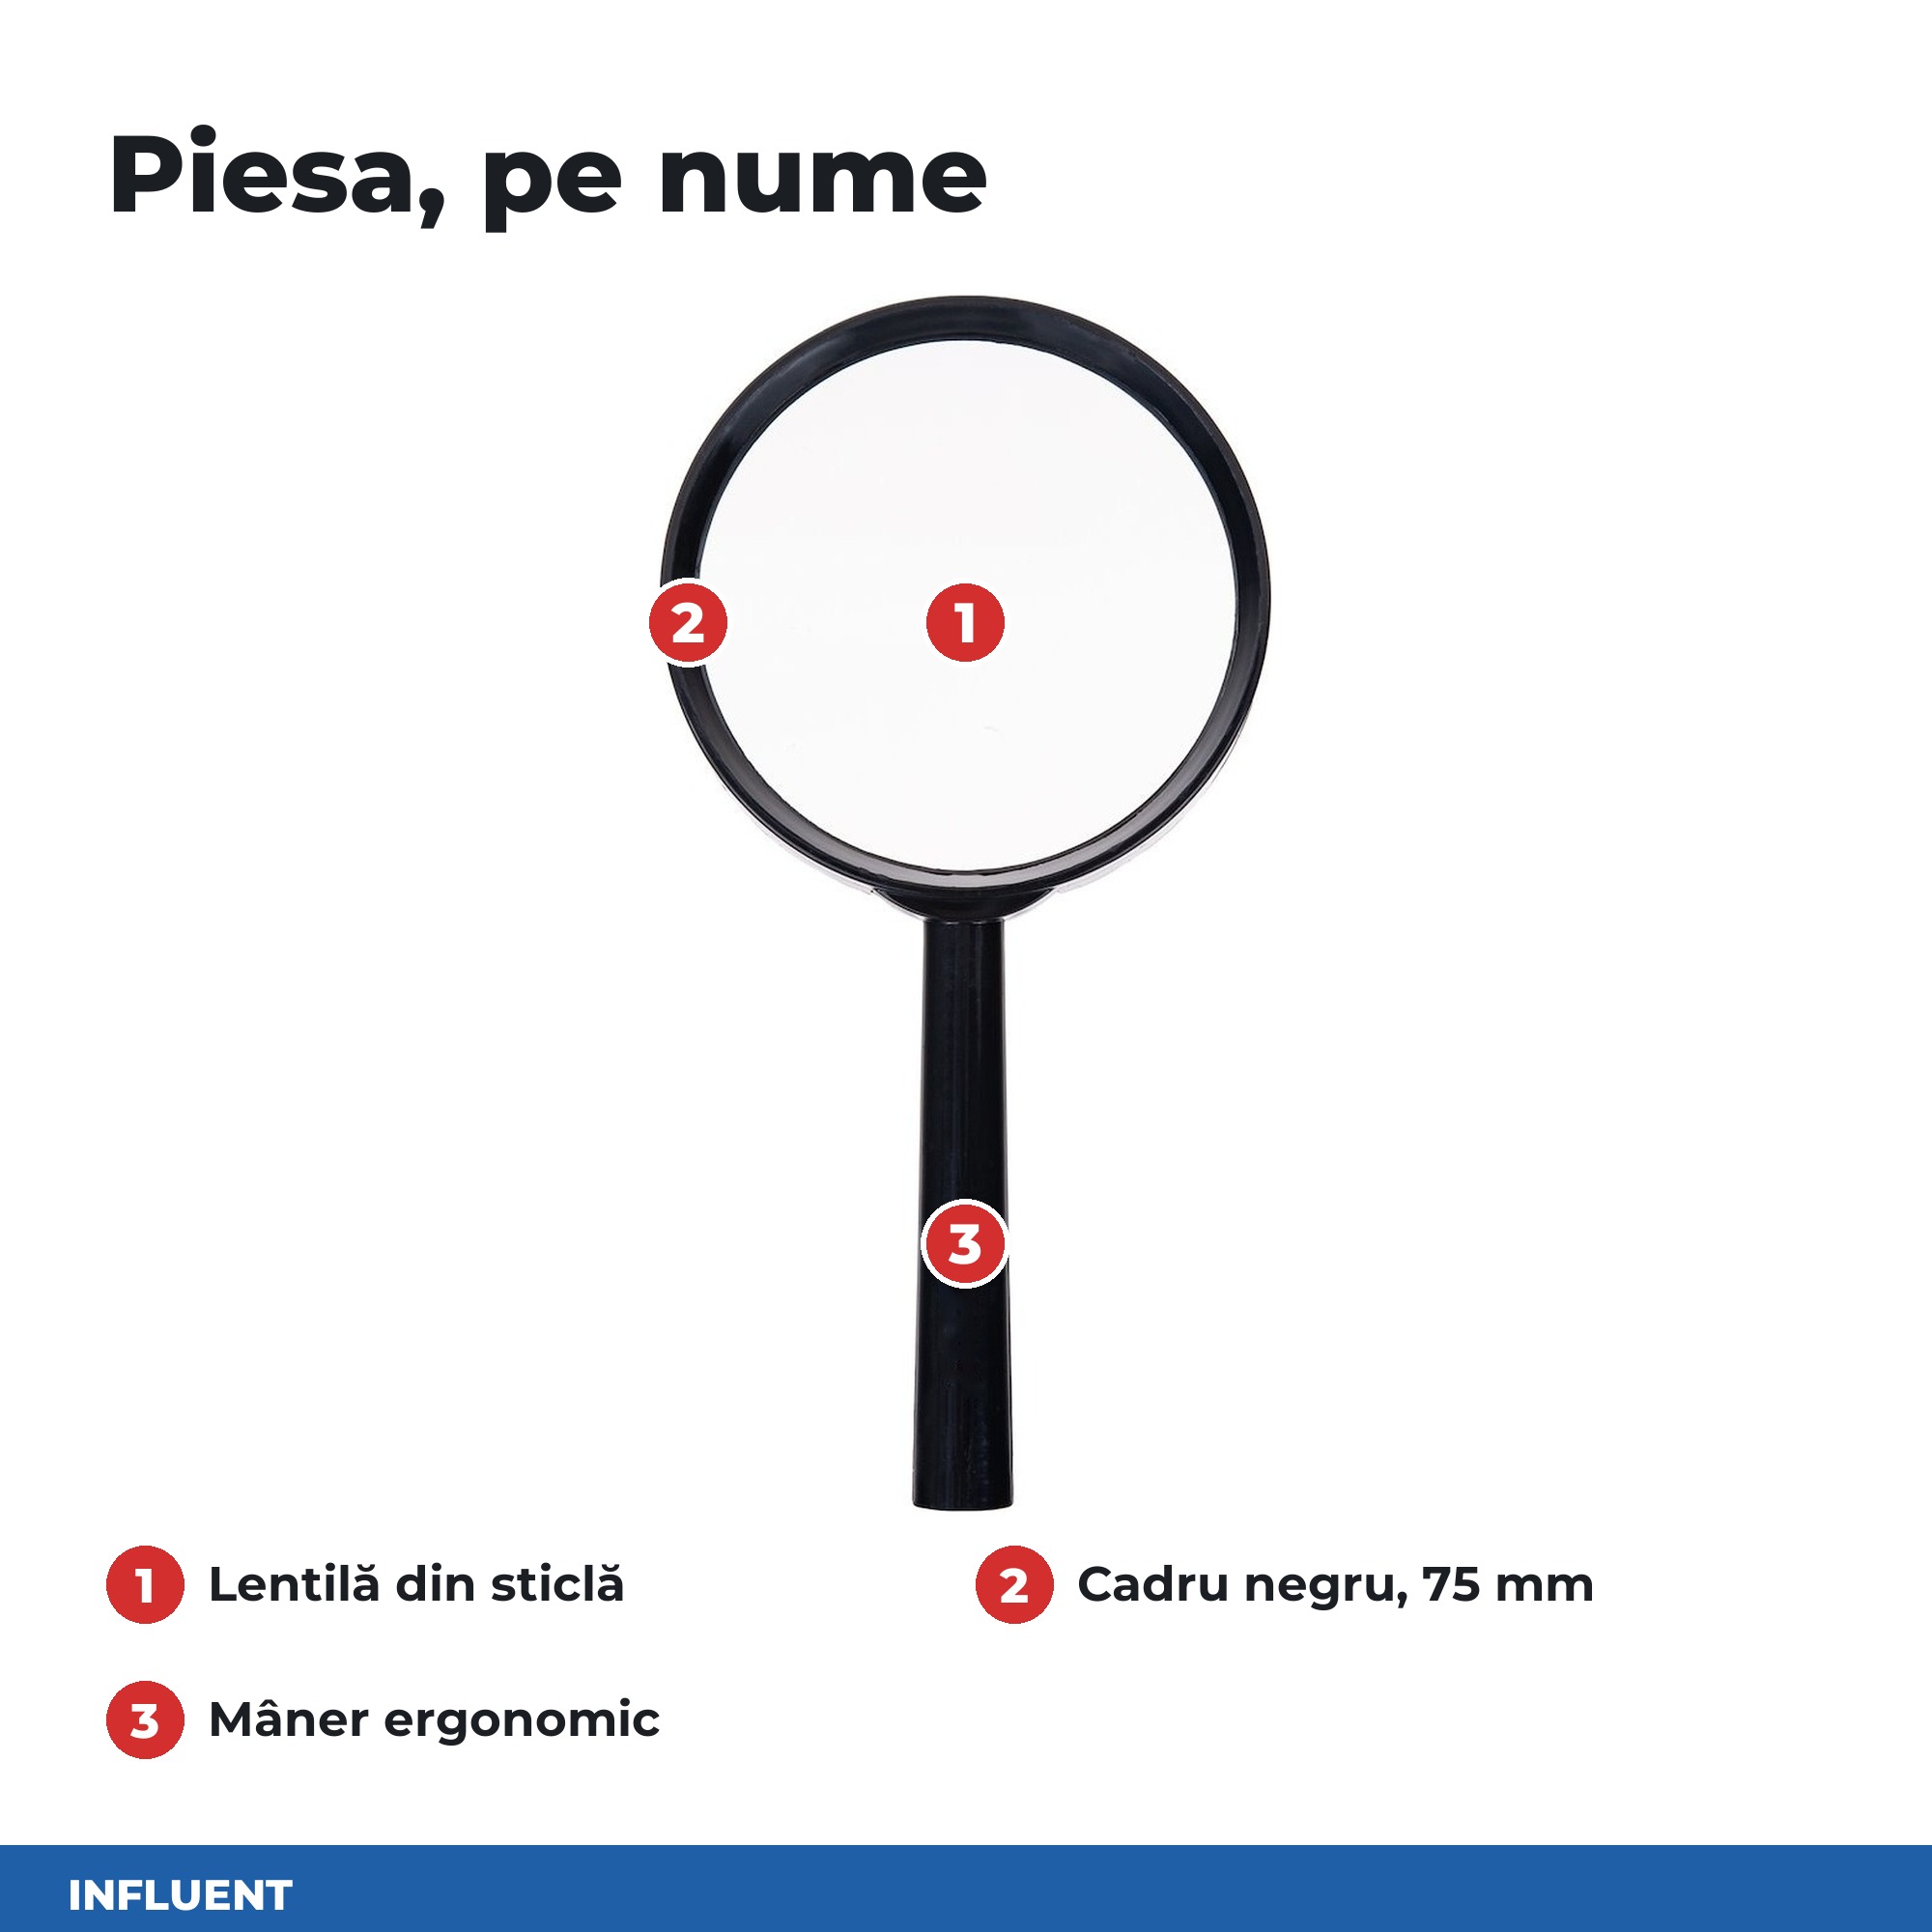 Piesa, pe nume
2
1
3
1 Lentilă din sticlă
2 Cadru negru, 75 mm
3 Mâner ergonomic
INFLUENT